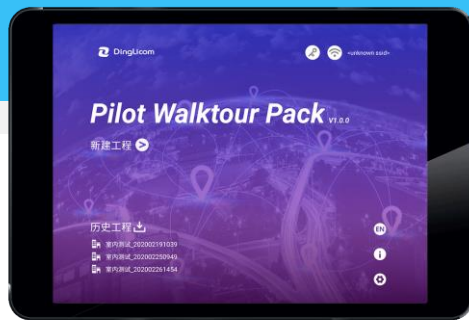 DingLicom
<unknown ssid>
Pilot Walktour Pack V1.0.0
新建工程
历史工程
室内测试_202002191039
室内测试_202002250949
室内测试_202002261454
EN
i